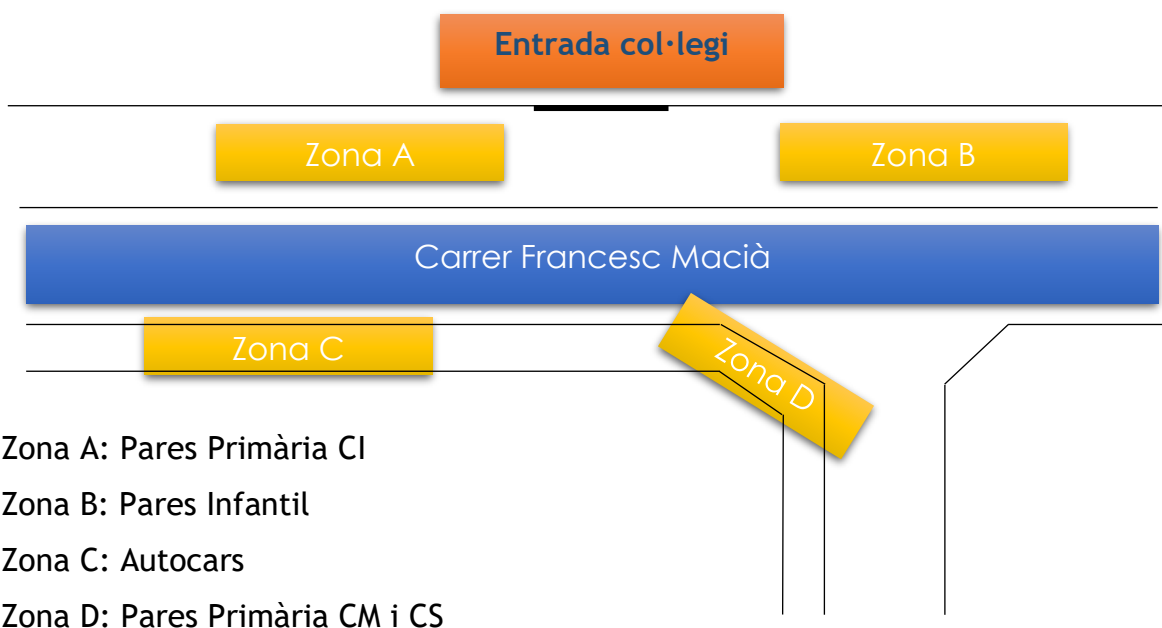 Entrada col·legi
Zona A
Zona B
Carrer Francesc Macià
Zona C
Zona D
Zona A: Pares Primària CI
Zona B: Pares Infantil
Zona C: Autocars
Zona D: Pares Primària CM i CS